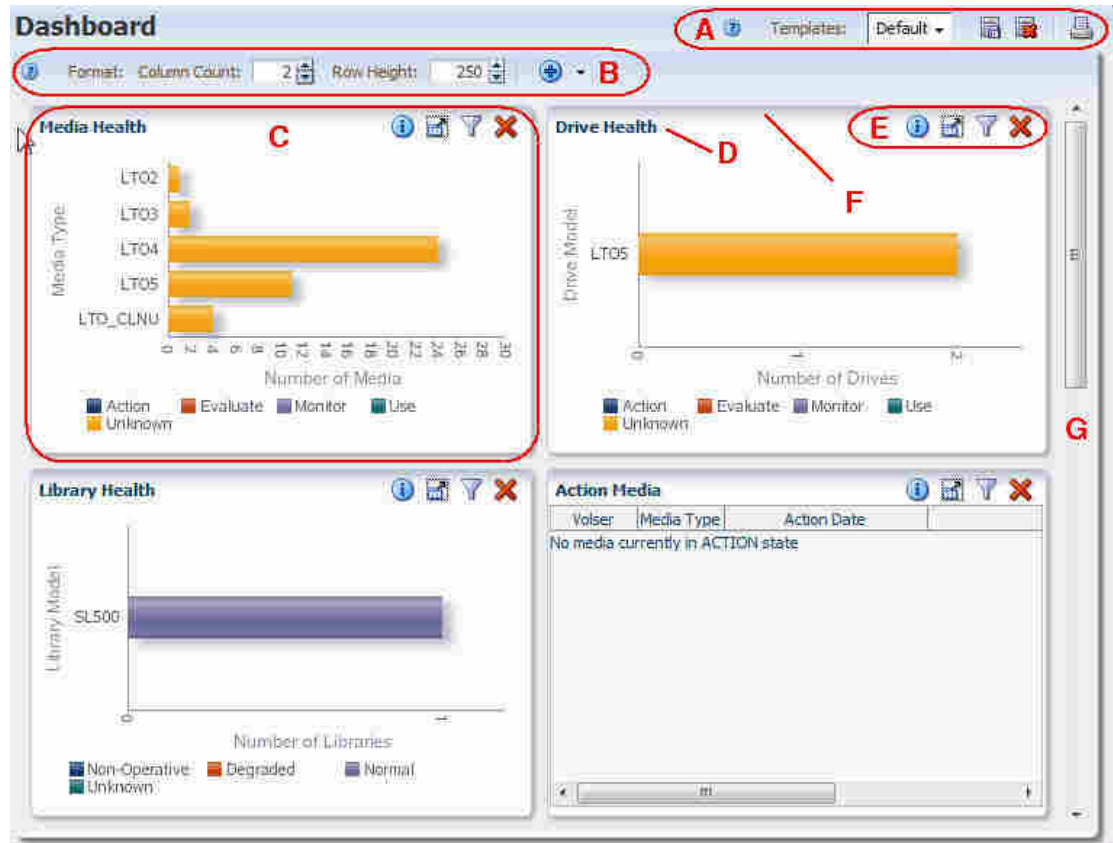 Dashboard
A Templates: Default
Format: Column Count: 2 Row Height: 250 B
Media Health
C
Media Type
LTO2
LTO3
LTO4
LTO5
LTO_CLNU
0 2 4 6 8 10 12 14 16 18 20 22 24 26 28 30
Number of Media
Action Evaluate Monitor Use
Unknown
Drive Health
D
E
F
Drive Model
LTO5
0 1 2
Number of Drives
Action Evaluate Monitor Use
Unknown
G
Library Health
Library Model
SL500
0 1
Number of Libraries
Non-Operative Degraded Normal
Unknown
Action Media
Volser Media Type Action Date
No media currently in ACTION state